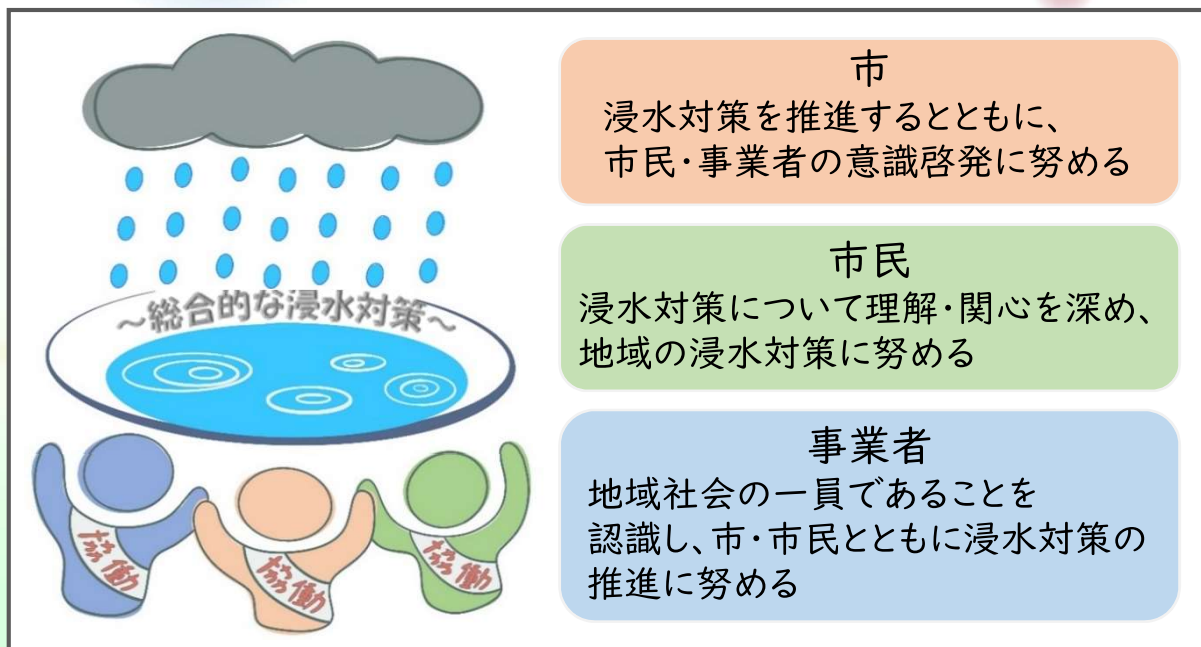 ～総合的な浸水対策～
協働
協働
協働
市
浸水対策を推進するとともに、
市民・事業者の意識啓発に努める
市民
浸水対策について理解・関心を深め、
地域の浸水対策に努める
事業者
地域社会の一員であることを
認識し、市・市民とともに浸水対策の
推進に努める